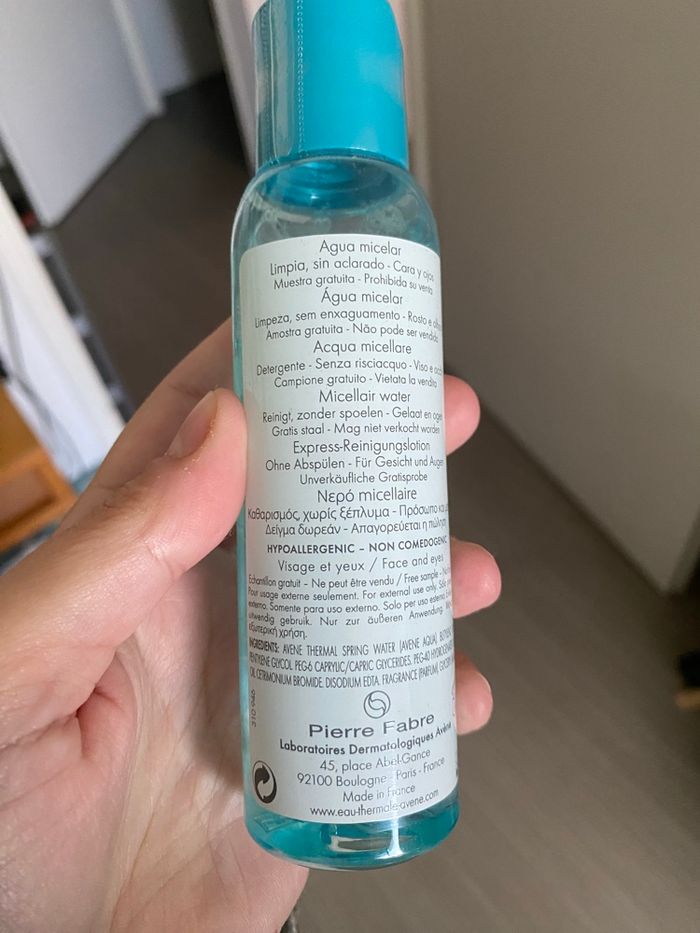 Agua micelar
Limpia, sin aclarado - Cara y ojos
Muestra gratuita - Prohibida su venta
Água micelar
Limpeza, sem enxaguamento - Rosto e
Amostra gratuita - Não pode ser vendida
Acqua micellare
Detergente - Senza risciacquo - Viso e
Campione gratuito - Vietata la vendita
Micellair water
Reinigt, zonder spoelen - Gelaat en ogen
Gratis staal - Mag niet verkocht worden
Express-Reinigungslotion
Ohne Abspülen - Für Gesicht und Augen
Unverkäufliche Gratisprobe
Νερό micellaire
Καθαρισμός, χωρίς ξέπλυμα - Πρόσωπο και
Δείγμα δωρεάν - Απαγορεύεται η πώληση
HYPOALLERGENIC – NON COMEDOGENIC
Visage et yeux / Face and eyes
Echantillon gratuit – Ne peut être vendu / Free sample -
Pour usage externe seulement. For external use only. Solo
externo. Somente para uso externo. Solo per uso esterno.
uitwendig gebruik. Nur zur äußeren Anwendung.
εξωτερική χρήση.
INGREDIENTS: AVENE THERMAL SPRING WATER (AVENE AQUA).
GLYCOL. PEG-6 CAPRYLIC/CAPRIC GLYCERIDES. PEG-40
OIL. CETRIMONIUM BROMIDE. DISODIUM EDTA. FRAGRANCE (PARFUM).
310 946
Pierre Fabre
Laboratoires Dermatologiques Avène
45, place Abel-Gance
92100 Boulogne - Paris - France
Made in France
www.eau-thermale-avene.com